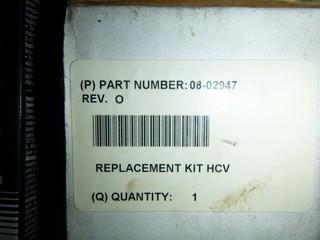 (P) PART NUMBER: 08-02947
REV. O
REPLACEMENT KIT HCV
(Q) QUANTITY: 1